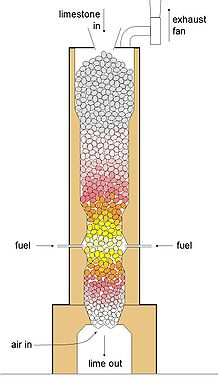 limestone
in
exhaust
fan
fuel
fuel
air in
lime out